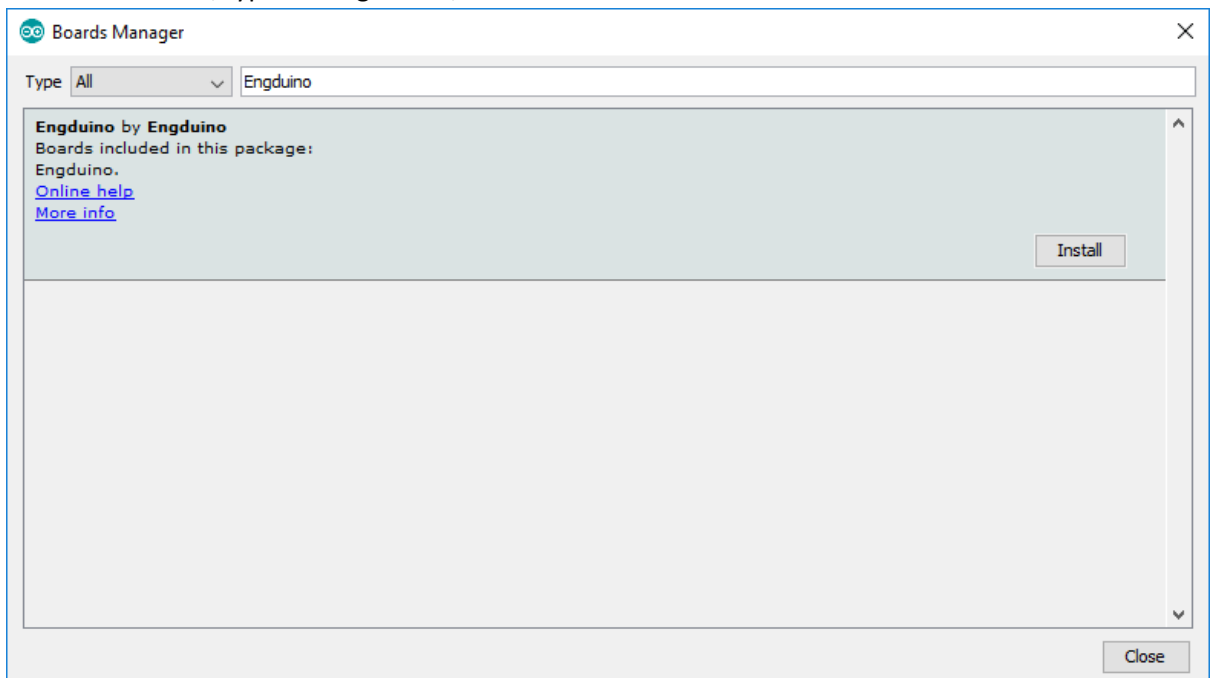 Boards Manager
Type All Engduino
Engduino by Engduino
Boards included in this package:
Engduino.
Online help
More info
Install
Close